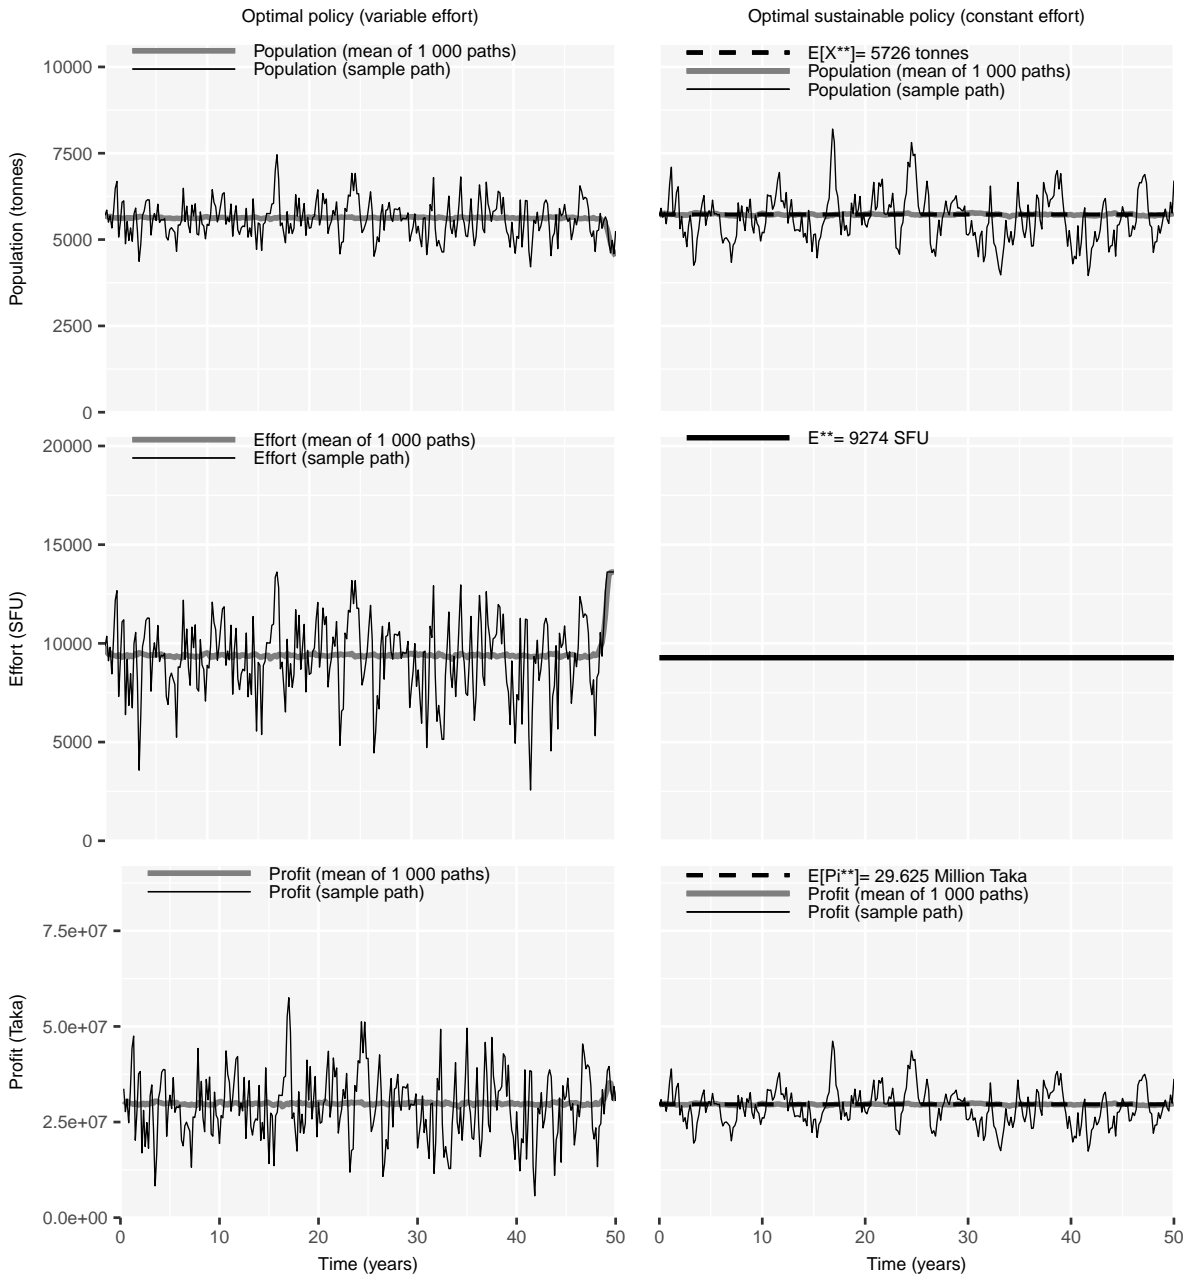 Optimal policy (variable effort)
Optimal sustainable policy (constant effort)
Population (mean of 1 000 paths)
Population (sample path)
E[X**]= 5726 tonnes
Population (mean of 1 000 paths)
Population (sample path)
Population (tonnes)
10000
7500
5000
2500
0
Effort (mean of 1 000 paths)
Effort (sample path)
E**= 9274 SFU
Effort (SFU)
20000
15000
10000
5000
0
Profit (mean of 1 000 paths)
Profit (sample path)
E[Pi**]= 29.625 Million Taka
Profit (mean of 1 000 paths)
Profit (sample path)
Profit (Taka)
7.5e+07
5.0e+07
2.5e+07
0.0e+00
0 10 20 30 40 50
0 10 20 30 40 50
Time (years)
Time (years)